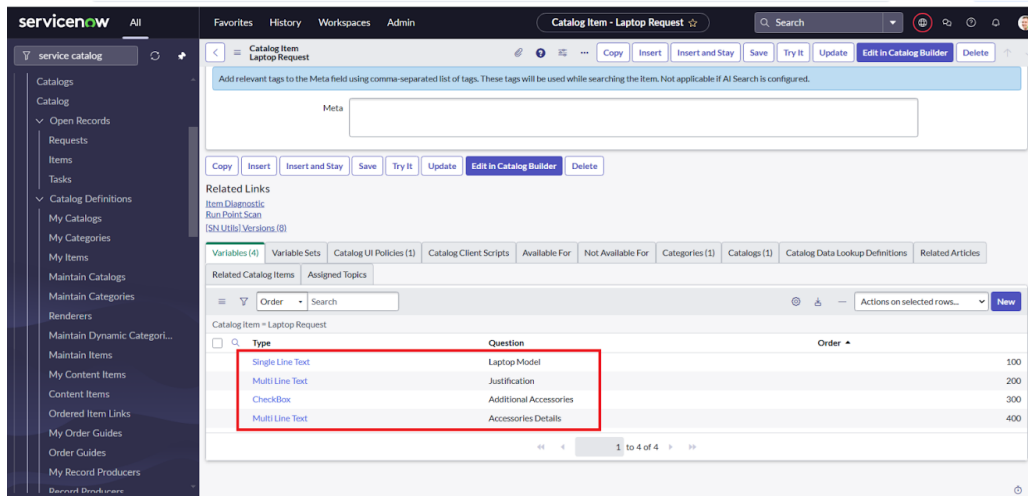 servicenow All Favorites History Workspaces Admin Catalog Item - Laptop Request Search
service catalog
Catalogs
Catalog
Open Records
Requests
Items
Tasks
Catalog Definitions
My Catalogs
My Categories
My Items
Maintain Catalogs
Maintain Categories
Renderers
Maintain Dynamic Categori...
Maintain Items
My Content Items
Content Items
Ordered Item Links
My Order Guides
Order Guides
My Record Producers
Record Producers
Catalog Item
Laptop Request
Copy Insert Insert and Stay Save Try It Update Edit in Catalog Builder Delete
Add relevant tags to the Meta field using comma-separated list of tags. These tags will be used while searching the item. Not applicable if AI Search is configured.
Meta
Copy Insert Insert and Stay Save Try It Update Edit in Catalog Builder Delete
Related Links
Item Diagnostic
Run Point Scan
[SN Utils] Versions (8)
Variables (4) Variable Sets Catalog UI Policies (1) Catalog Client Scripts Available For Not Available For Categories (1) Catalogs (1) Catalog Data Lookup Definitions Related Articles
Related Catalog Items Assigned Topics
Order Search Actions on selected rows... New
Catalog item = Laptop Request
Type Question Order
Single Line Text Laptop Model 100
Multi Line Text Justification 200
CheckBox Additional Accessories 300
Multi Line Text Accessories Details 400
1 to 4 of 4